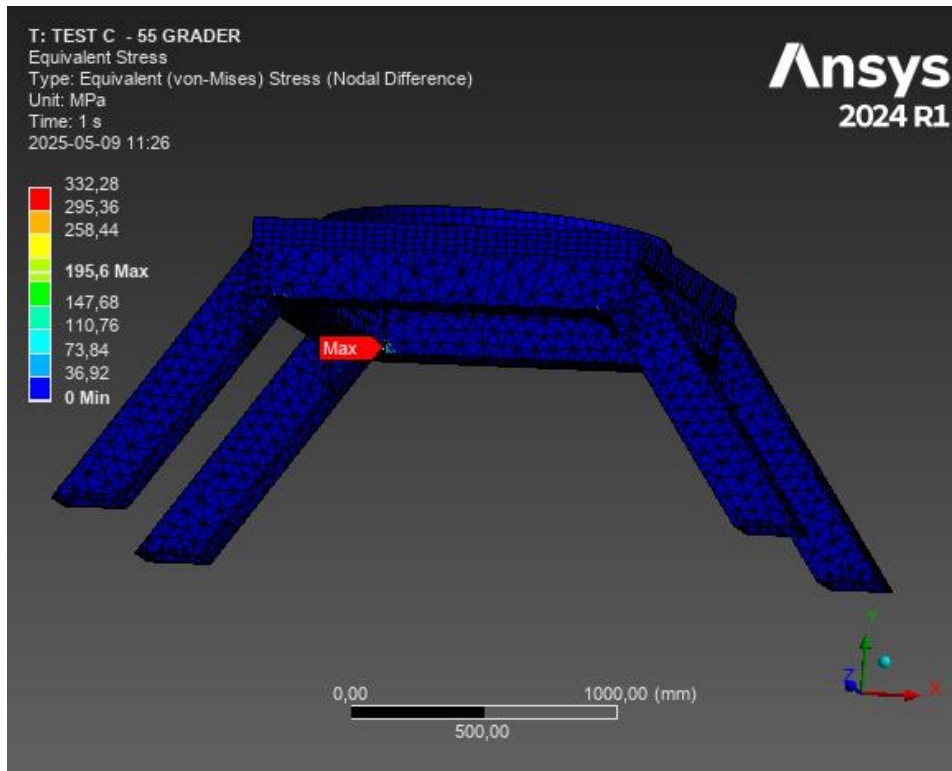 T: TEST C - 55 GRADER
Equivalent Stress
Type: Equivalent (von-Mises) Stress (Nodal Difference)
Unit: MPa
Time: 1 s
2025-05-09 11:26
Ansys
2024 R1
332,28
295,36
258,44
195,6 Max
147,68
110,76
73,84
36,92
0 Min
Max
Y
Z
X
0,00
1000,00 (mm)
500,00